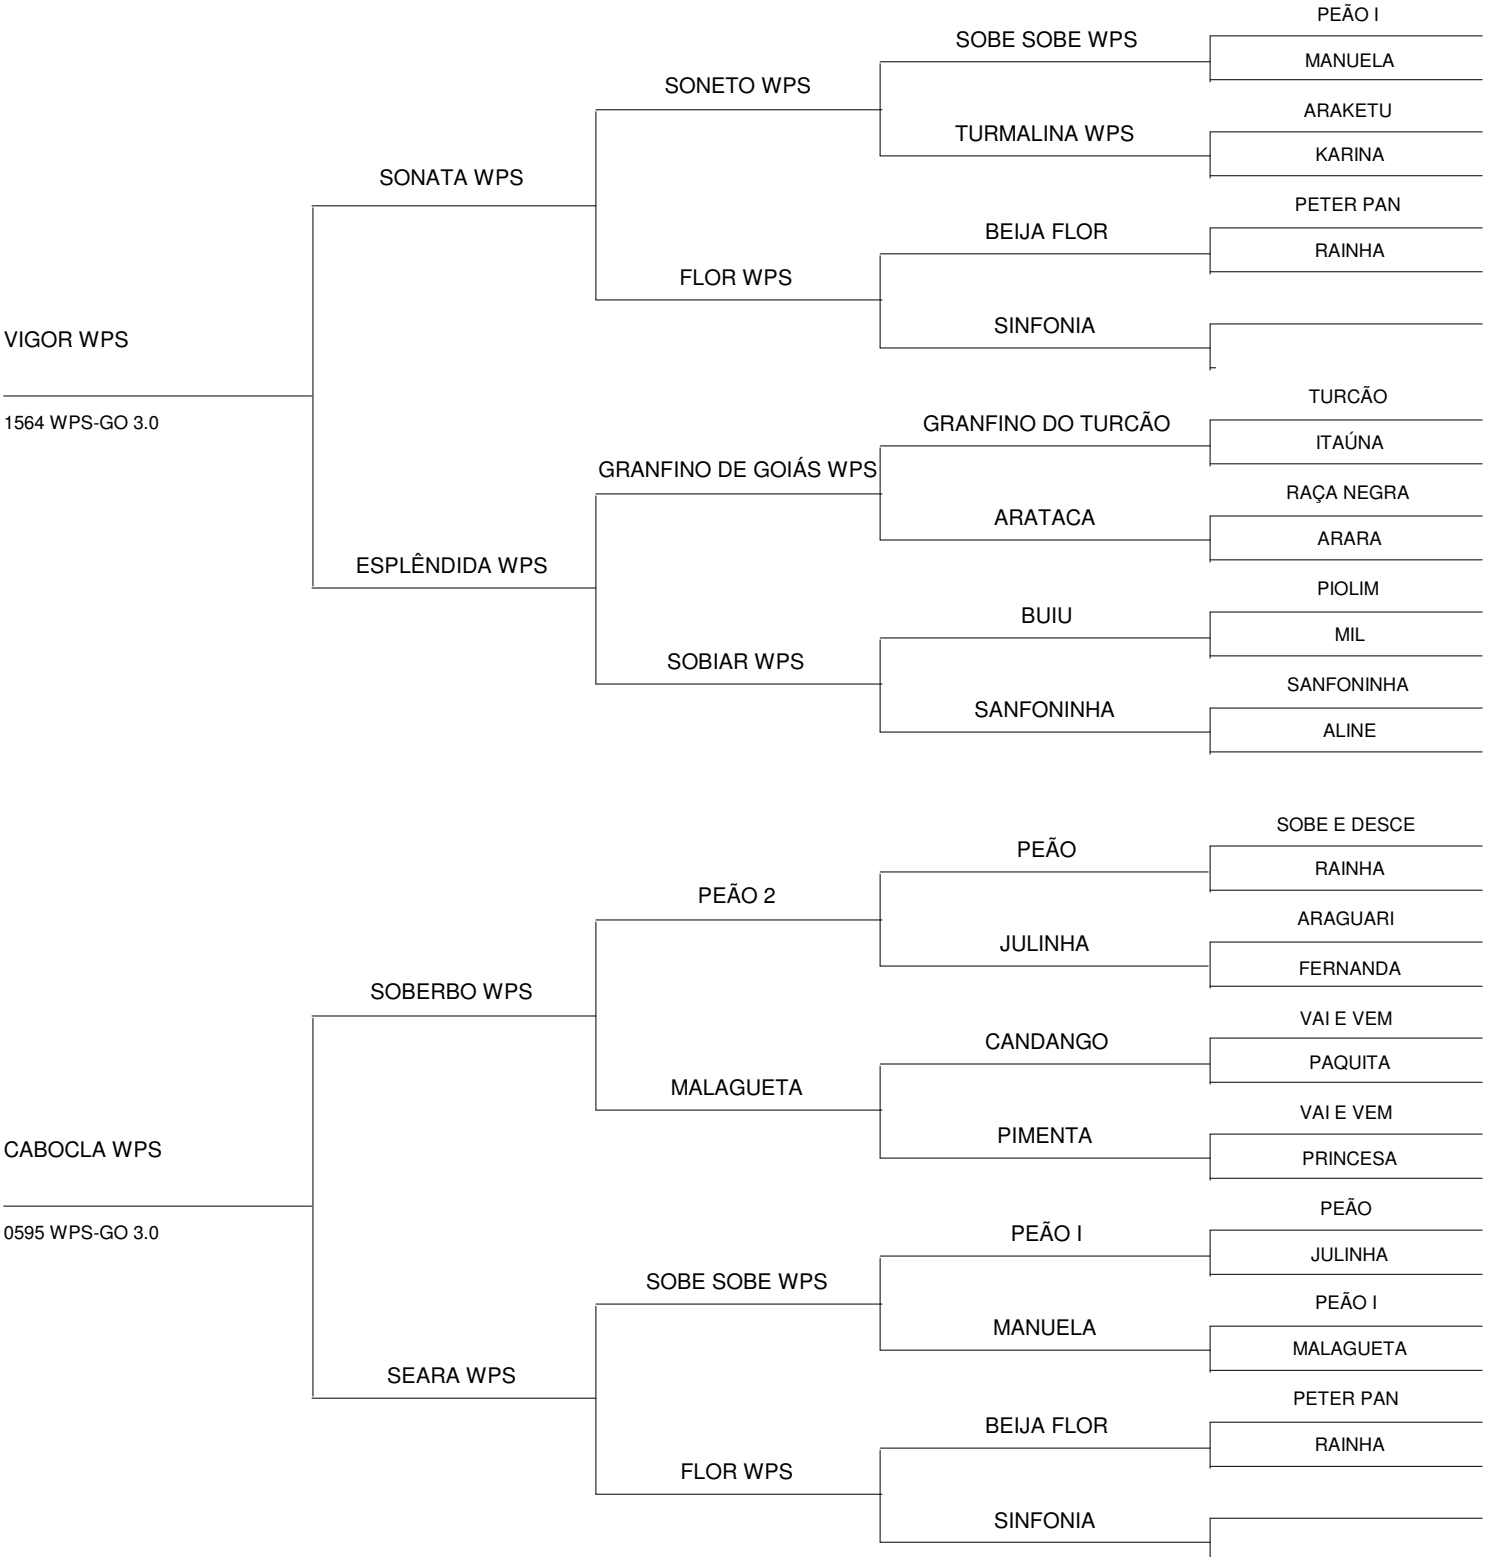 PEÃO I
SOBE SOBE WPS
MANUELA
SONETO WPS
ARAKETU
TURMALINA WPS
KARINA
SONATA WPS
PETER PAN
BEIJA FLOR
RAINHA
FLOR WPS
SINFONIA
VIGOR WPS
1564 WPS-GO 3.0
TURCÃO
GRANFINO DO TURCÃO
ITAÚNA
GRANFINO DE GOIÁS WPS
RAÇA NEGRA
ARATACA
ARARA
ESPLÊNDIDA WPS
PIOLIM
BUIU
MIL
SOBIAR WPS
SANFONINHA
SANFONINHA
ALINE
SOBE E DESCE
PEÃO
RAINHA
PEÃO 2
ARAGUARI
JULINHA
FERNANDA
SOBERBO WPS
VAI E VEM
CANDANGO
PAQUITA
MALAGUETA
VAI E VEM
PIMENTA
PRINCESA
CABOCLA WPS
0595 WPS-GO 3.0
PEÃO
PEÃO I
JULINHA
SOBE SOBE WPS
PEÃO I
MANUELA
MALAGUETA
SEARA WPS
PETER PAN
BEIJA FLOR
RAINHA
FLOR WPS
SINFONIA